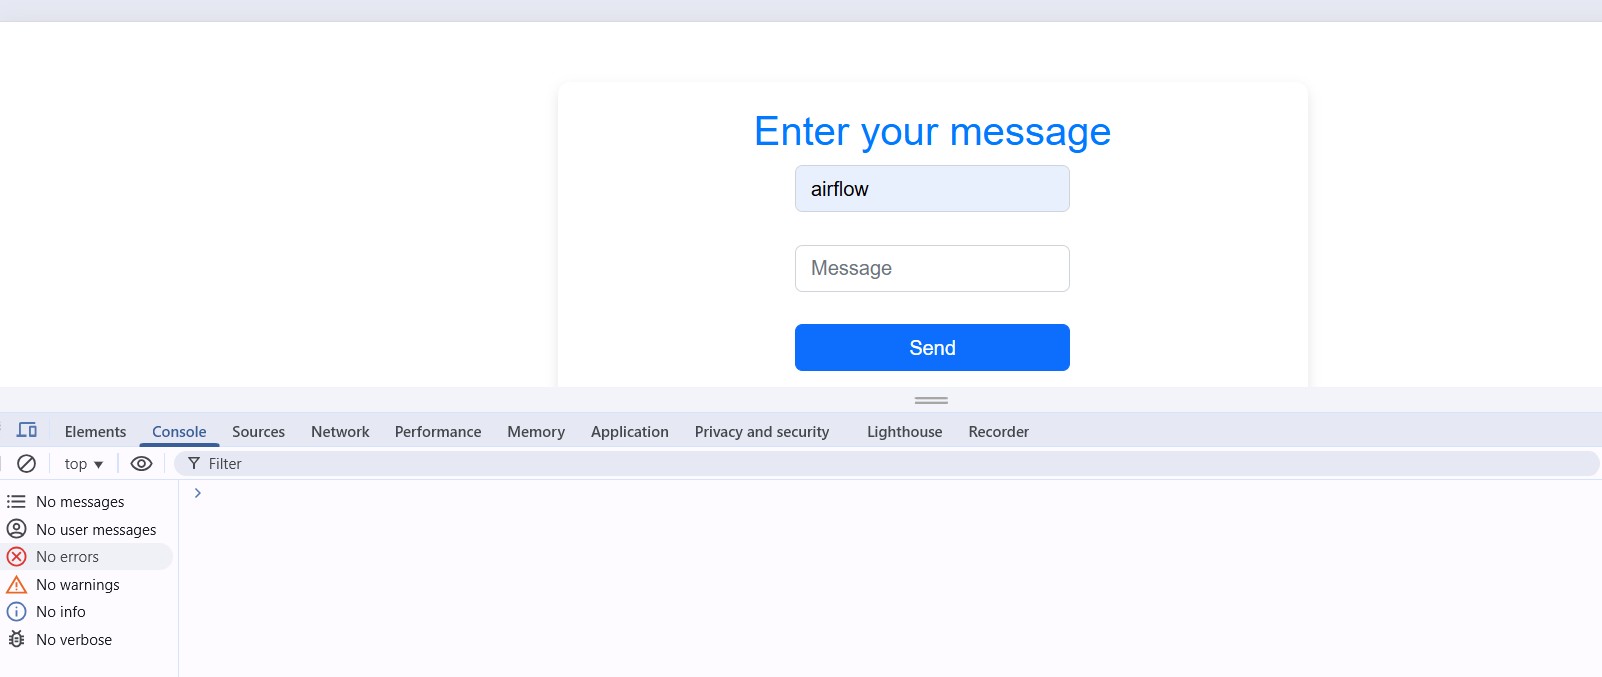 Enter your message
airflow
Message
Send
Elements Console Sources Network Performance Memory Application Privacy and security Lighthouse Recorder
top Filter
No messages
No user messages
No errors
No warnings
No info
No verbose